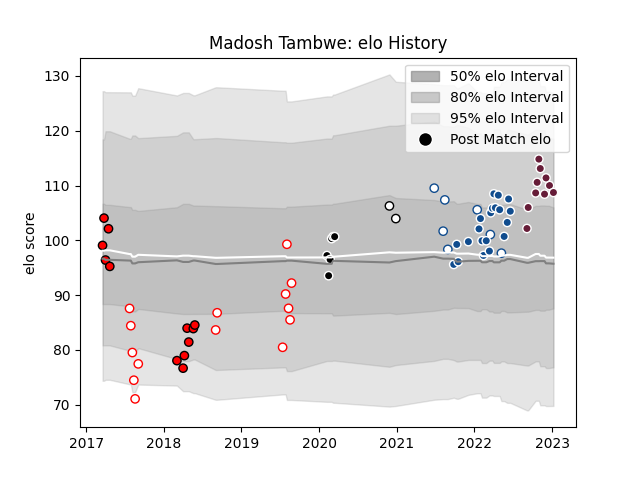 Madosh Tambwe: elo History
elo score
130
120
110
100
90
80
70
50% elo Interval
80% elo Interval
95% elo Interval
Post Match elo
2017 2018 2019 2020 2021 2022 2023